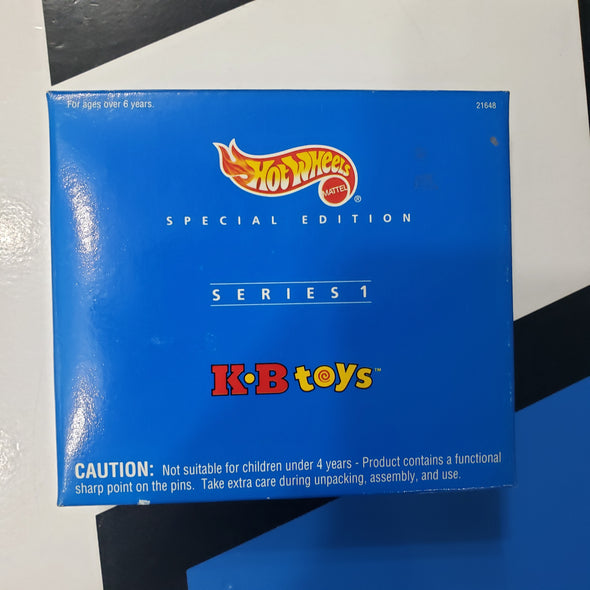 For ages over 6 years.
21648
Hot Wheels
MATTEL
®
SPECIAL EDITION
SERIES 1
K·B toys™
CAUTION: Not suitable for children under 4 years - Product contains a functional
sharp point on the pins. Take extra care during unpacking, assembly, and use.